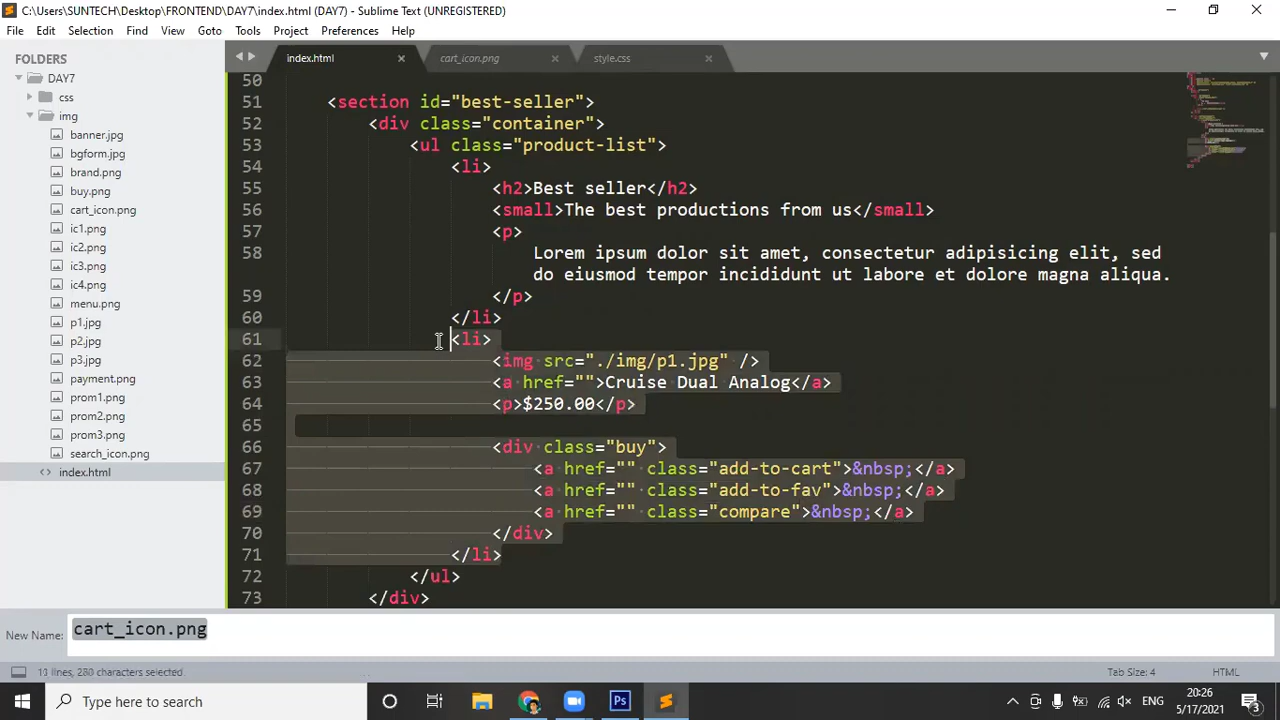 C:\Users\SUNTECH\Desktop\FRONTEND\DAY7\index.html (DAY7) - Sublime Text (UNREGISTERED)
File Edit Selection Find View Goto Tools Project Preferences Help
FOLDERS
DAY7
css
img
banner.jpg
bgform.jpg
brand.png
buy.png
cart_icon.png
ic1.png
ic2.png
ic3.png
ic4.png
menu.png
p1.jpg
p2.jpg
p3.jpg
payment.png
prom1.png
prom2.png
prom3.png
search_icon.png
<> index.html
index.html cart_icon.png style.css
50
51 <section id="best-seller">
52 <div class="container">
53 <ul class="product-list">
54 <li>
55 <h2>Best seller</h2>
56 <small>The best productions from us</small>
57 <p>
58 Lorem ipsum dolor sit amet, consectetur adipisicing elit, sed
do eiusmod tempor incididunt ut labore et dolore magna aliqua.
59 </p>
60 </li>
61 <li>
62 <img src="./img/p1.jpg" />
63 <a href="">Cruise Dual Analog</a>
64 <p>$250.00</p>
65
66 <div class="buy">
67 <a href="" class="add-to-cart">&nbsp;</a>
68 <a href="" class="add-to-fav">&nbsp;</a>
69 <a href="" class="compare">&nbsp;</a>
70 </div>
71 </li>
72 </ul>
73 </div>
New Name: cart_icon.png
11 lines, 280 characters selected Tab Size: 4 HTML
Type here to search
Ps
ENG
20:26
5/17/2021
3